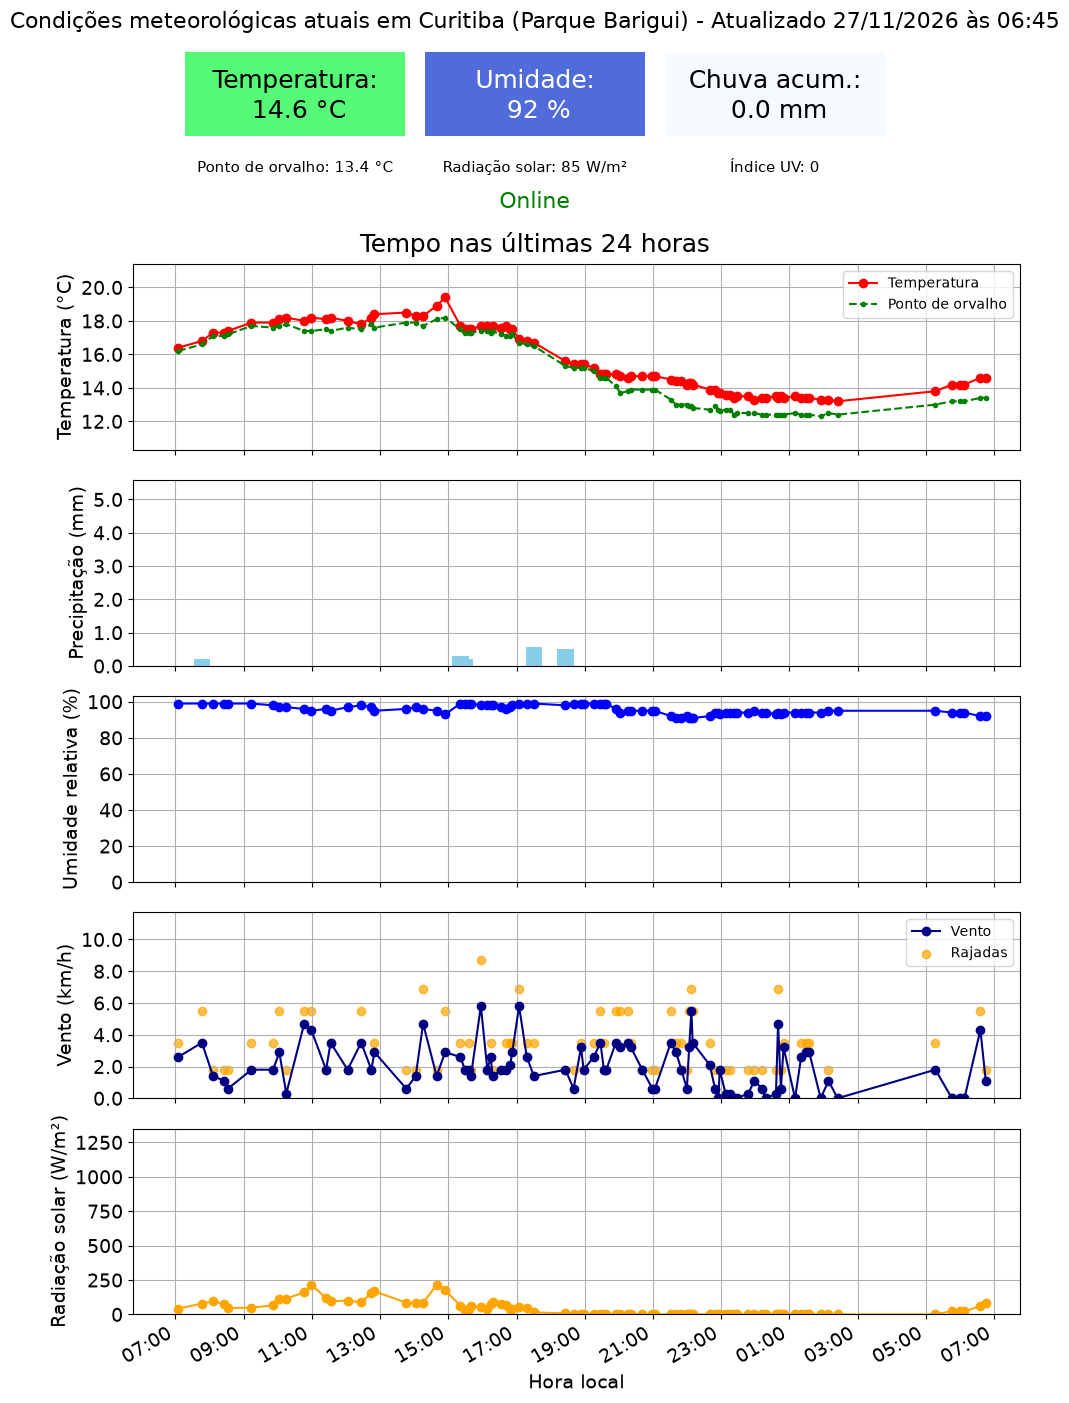 Condições meteorológicas atuais em Curitiba (Parque Barigui) - Atualizado 27/11/2026 às 06:45
Temperatura:
14.6 °C
Umidade:
92 %
Chuva acum.:
0.0 mm
Ponto de orvalho: 13.4 °C
Radiação solar: 85 W/m²
Índice UV: 0
Online
Tempo nas últimas 24 horas
Temperatura (°C)
20.0
18.0
16.0
14.0
12.0
Temperatura
Ponto de orvalho
Precipitação (mm)
5.0
4.0
3.0
2.0
1.0
0.0
Umidade relativa (%)
100
80
60
40
20
0
Vento (km/h)
10.0
8.0
6.0
4.0
2.0
0.0
Vento
Rajadas
Radiação solar (W/m²)
1250
1000
750
500
250
0
07:00
09:00
11:00
13:00
15:00
17:00
19:00
21:00
23:00
01:00
03:00
05:00
07:00
Hora local